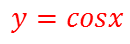 y = cosx